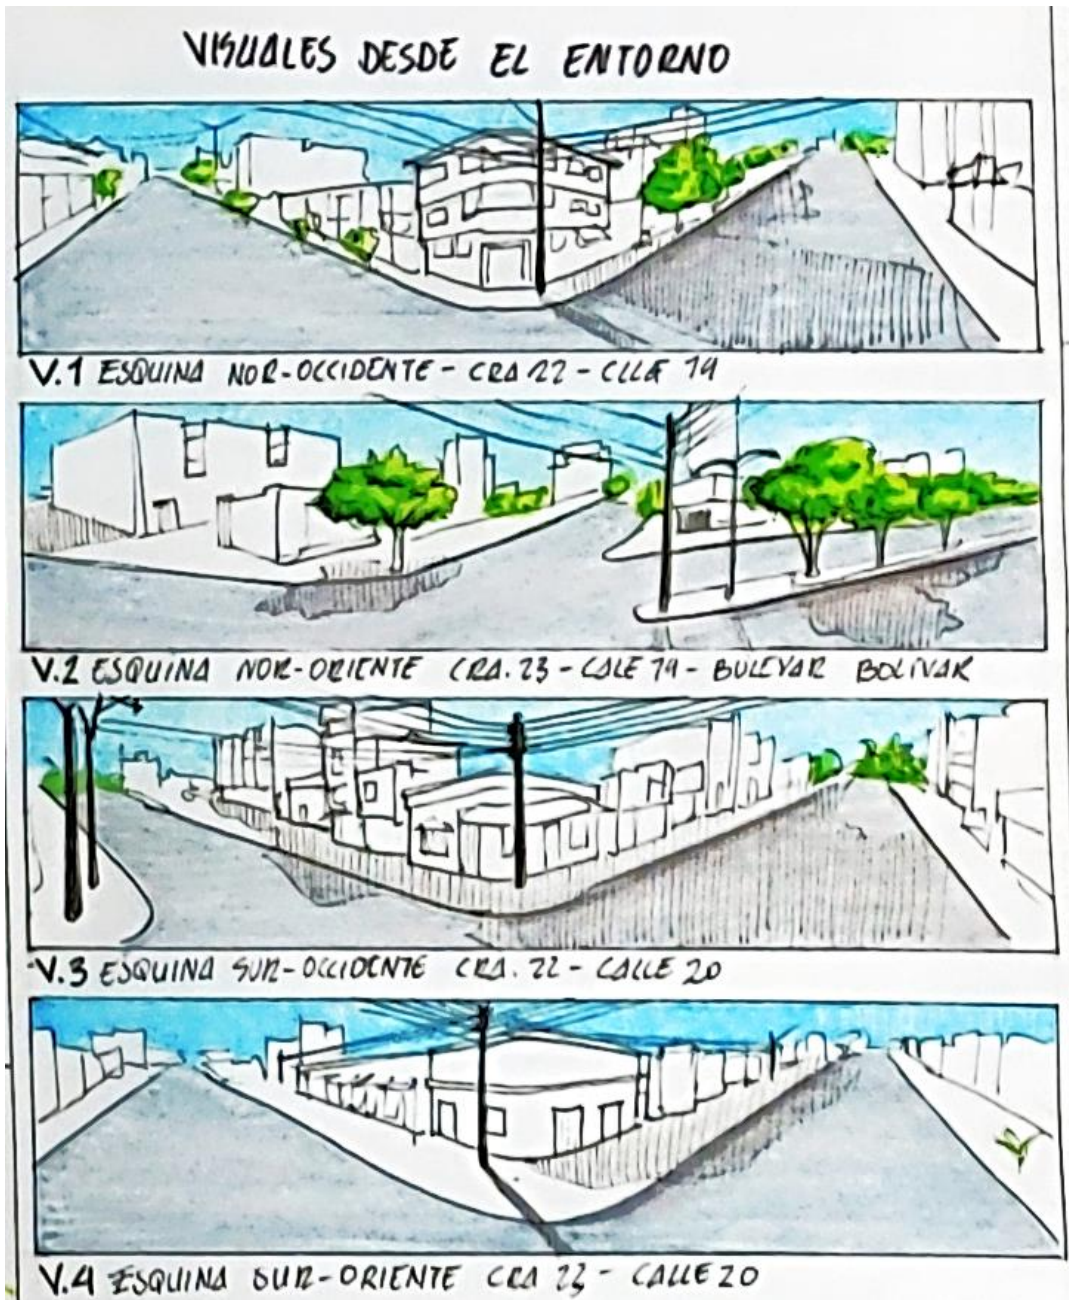 VISUALES DESDE EL ENTORNO
V.1 ESQUINA NOR-OCCIDENTE - CRA 22 - CLLE 19
V.2 ESQUINA NOR-ORIENTE CRA. 23 - CALE 19 - BULEVAR BOLIVAR
V.3 ESQUINA SUR-OCCIDENTE CRA. 22 - CALLE 20
V.4 ESQUINA SUR-ORIENTE CRA 23 - CALLE 20